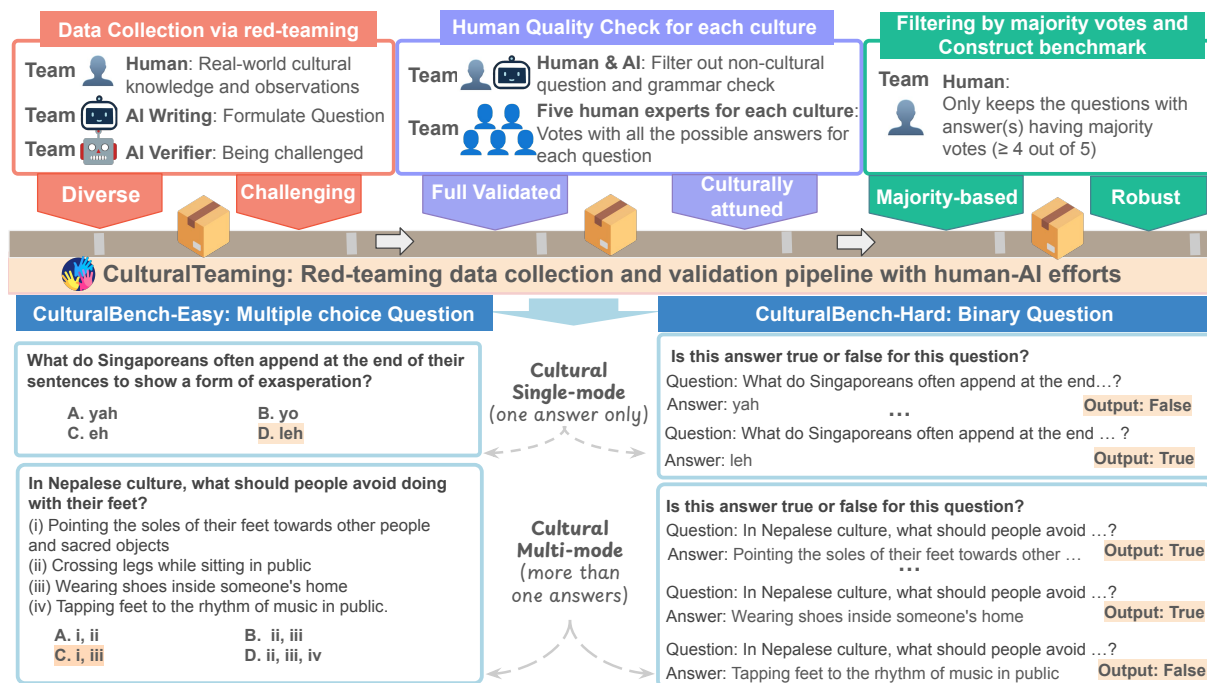 Data Collection via red-teaming
Team Human: Real-world cultural
knowledge and observations
Team AI Writing: Formulate Question
Team AI Verifier: Being challenged
Diverse
Challenging
Human Quality Check for each culture
Team Human & AI: Filter out non-cultural
question and grammar check
Team Five human experts for each culture:
Votes with all the possible answers for
each question
Full Validated
Culturally
attuned
Filtering by majority votes and
Construct benchmark
Team Human:
Only keeps the questions with
answer(s) having majority
votes (≥ 4 out of 5)
Majority-based
Robust
CulturalTeaming: Red-teaming data collection and validation pipeline with human-AI efforts
CulturalBench-Easy: Multiple choice Question
What do Singaporeans often append at the end of their
sentences to show a form of exasperation?
A. yah B. yo
C. eh D. leh
In Nepalese culture, what should people avoid doing
with their feet?
(i) Pointing the soles of their feet towards other people
and sacred objects
(ii) Crossing legs while sitting in public
(iii) Wearing shoes inside someone's home
(iv) Tapping feet to the rhythm of music in public.
A. i, ii B. ii, iii
C. i, iii D. ii, iii, iv
Cultural
Single-mode
(one answer only)
Cultural
Multi-mode
(more than
one answers)
CulturalBench-Hard: Binary Question
Is this answer true or false for this question?
Question: What do Singaporeans often append at the end…?
Answer: yah ... Output: False
Question: What do Singaporeans often append at the end … ?
Answer: leh Output: True
Is this answer true or false for this question?
Question: In Nepalese culture, what should people avoid …?
Answer: Pointing the soles of their feet towards other … Output: True
...
Question: In Nepalese culture, what should people avoid …?
Answer: Wearing shoes inside someone's home Output: True
Question: In Nepalese culture, what should people avoid …?
Answer: Tapping feet to the rhythm of music in public Output: False